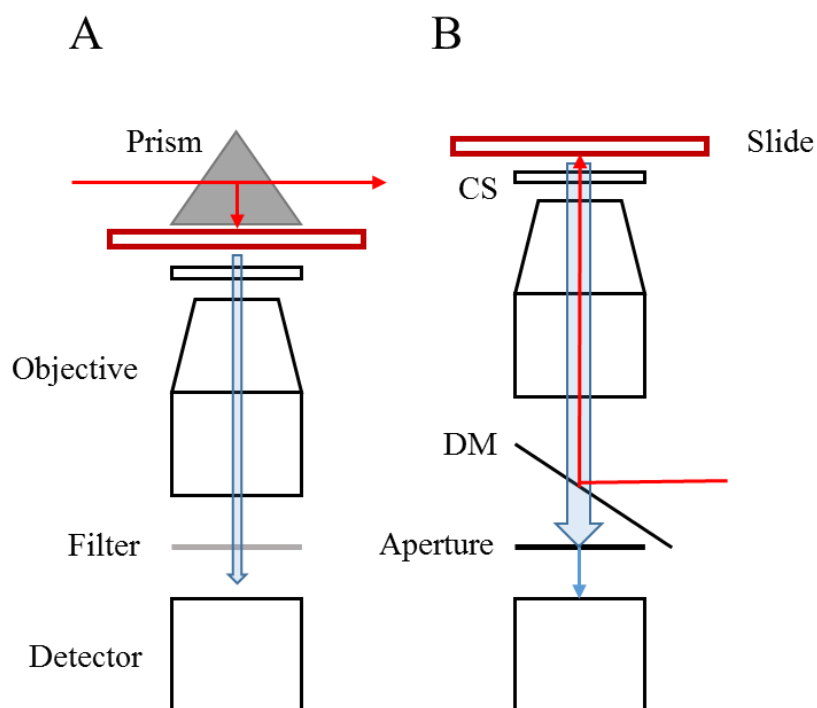 A
B
Prism
Slide
CS
Objective
DM
Filter
Aperture
Detector